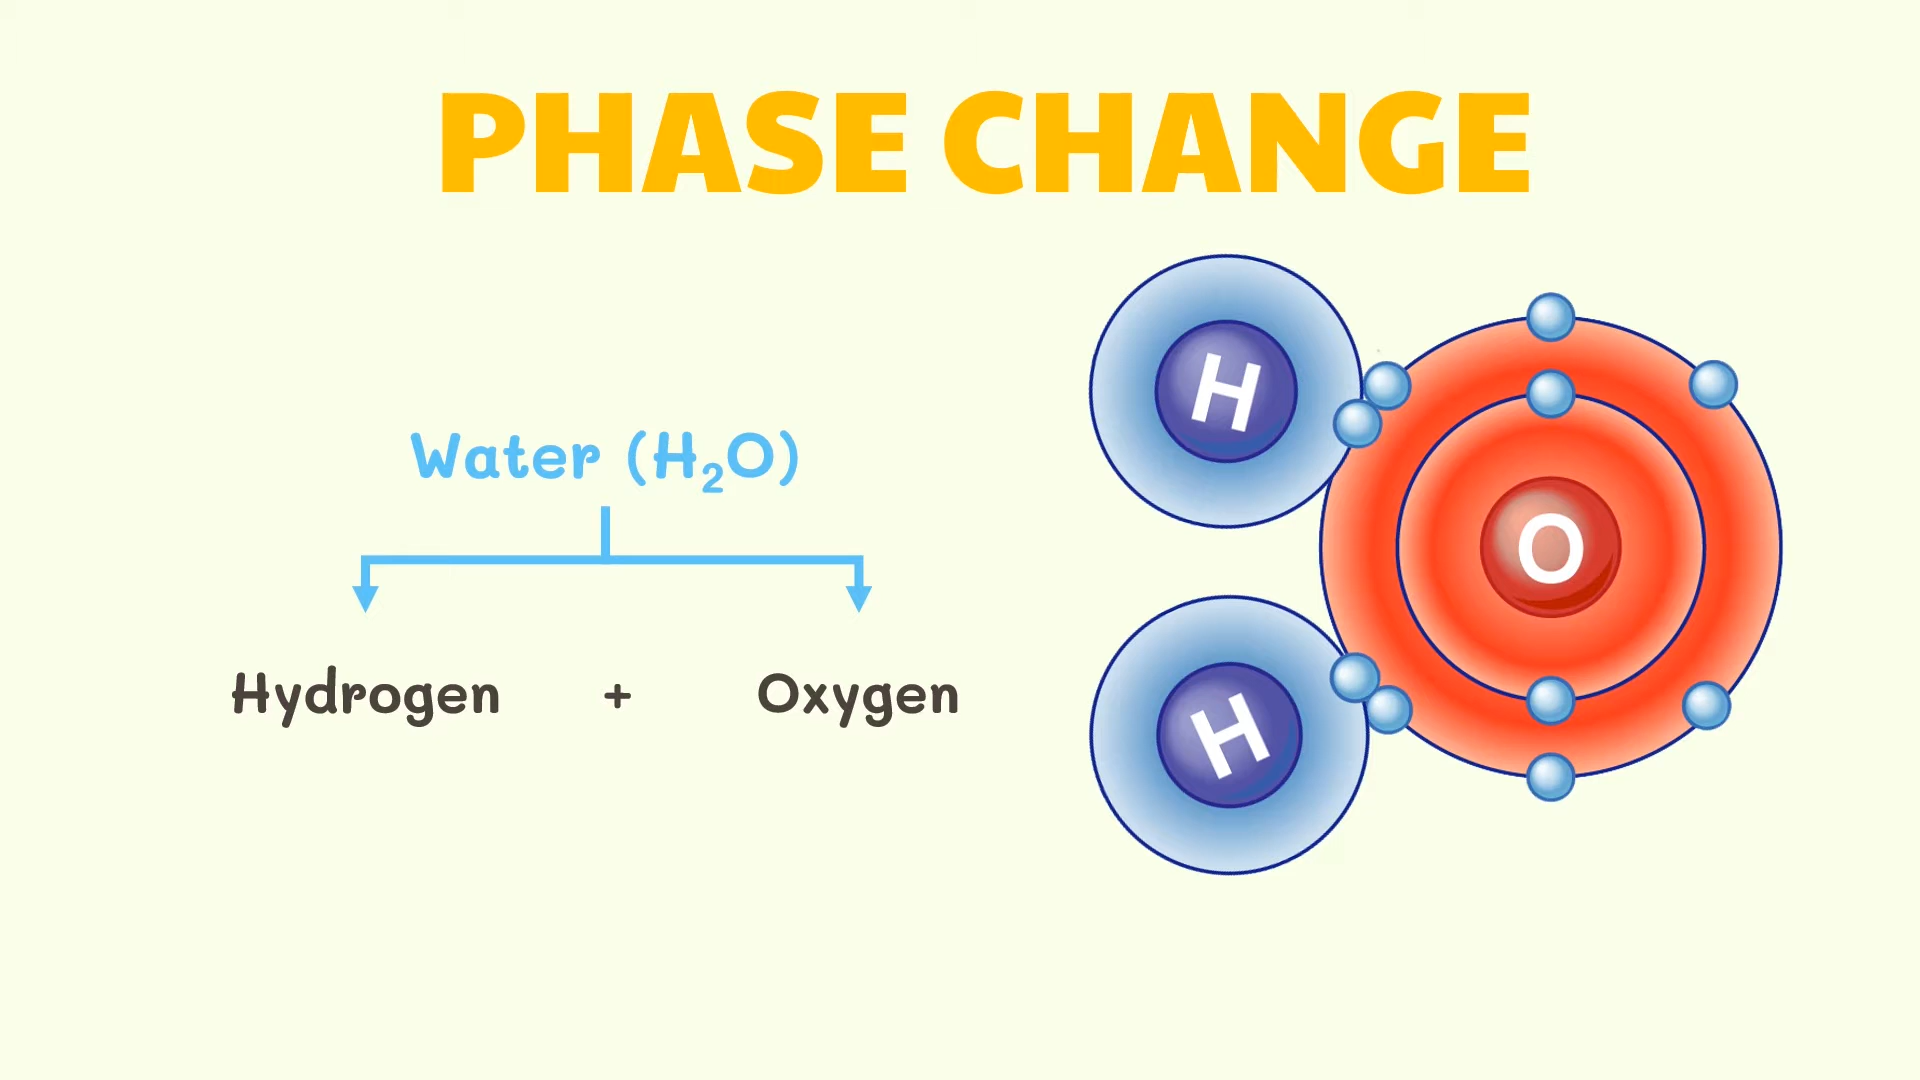 PHASE CHANGE
Water (H₂O)
Hydrogen + Oxygen
H
O
H